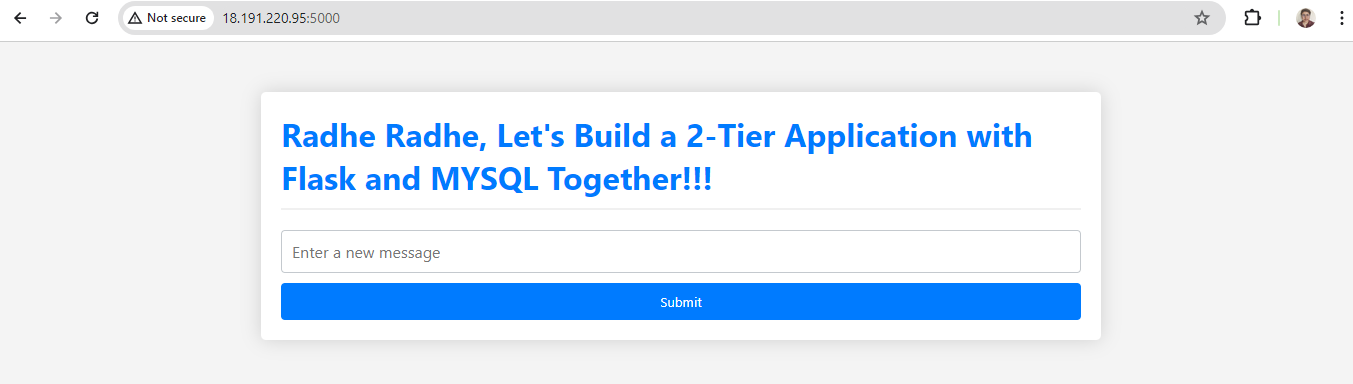 Not secure 18.191.220.95:5000
Radhe Radhe, Let's Build a 2-Tier Application with
Flask and MYSQL Together!!!
Enter a new message
Submit